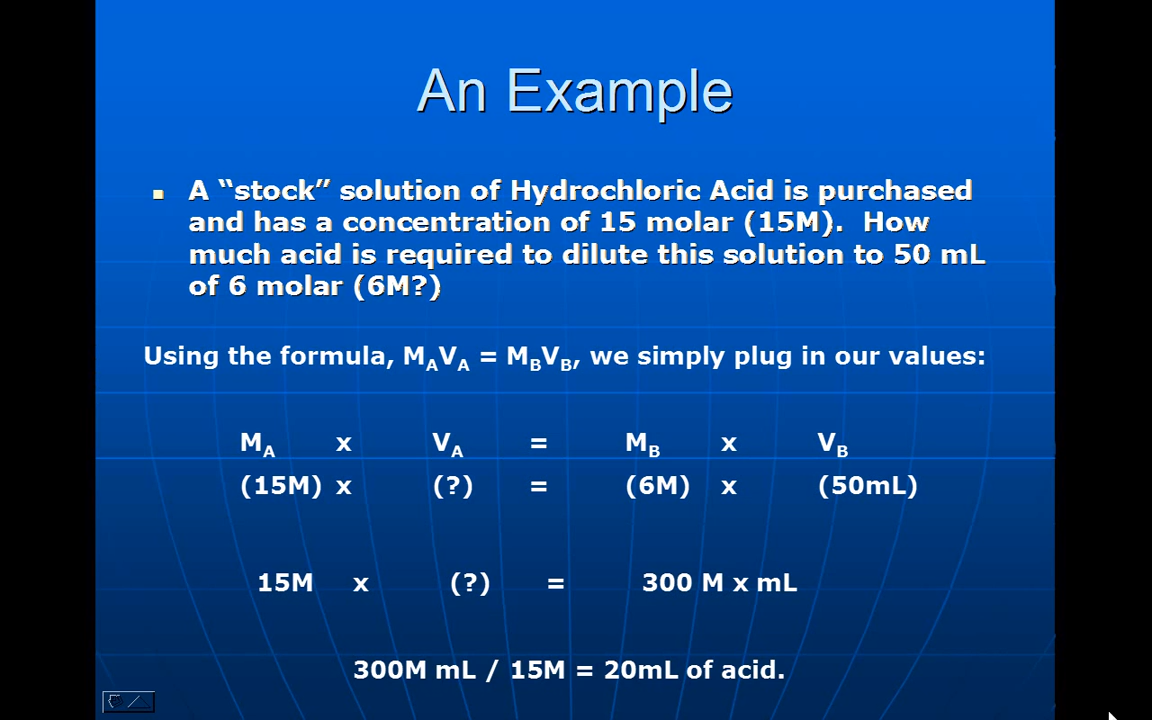 An Example
A “stock” solution of Hydrochloric Acid is purchased
and has a concentration of 15 molar (15M).  How
much acid is required to dilute this solution to 50 mL
of 6 molar (6M?)
Using the formula, MAVA = MBVB, we simply plug in our values:
MA x VA = MB x VB
(15M) x (?) = (6M) x (50mL)
15M x (?) = 300 M x mL
300M mL / 15M = 20mL of acid.